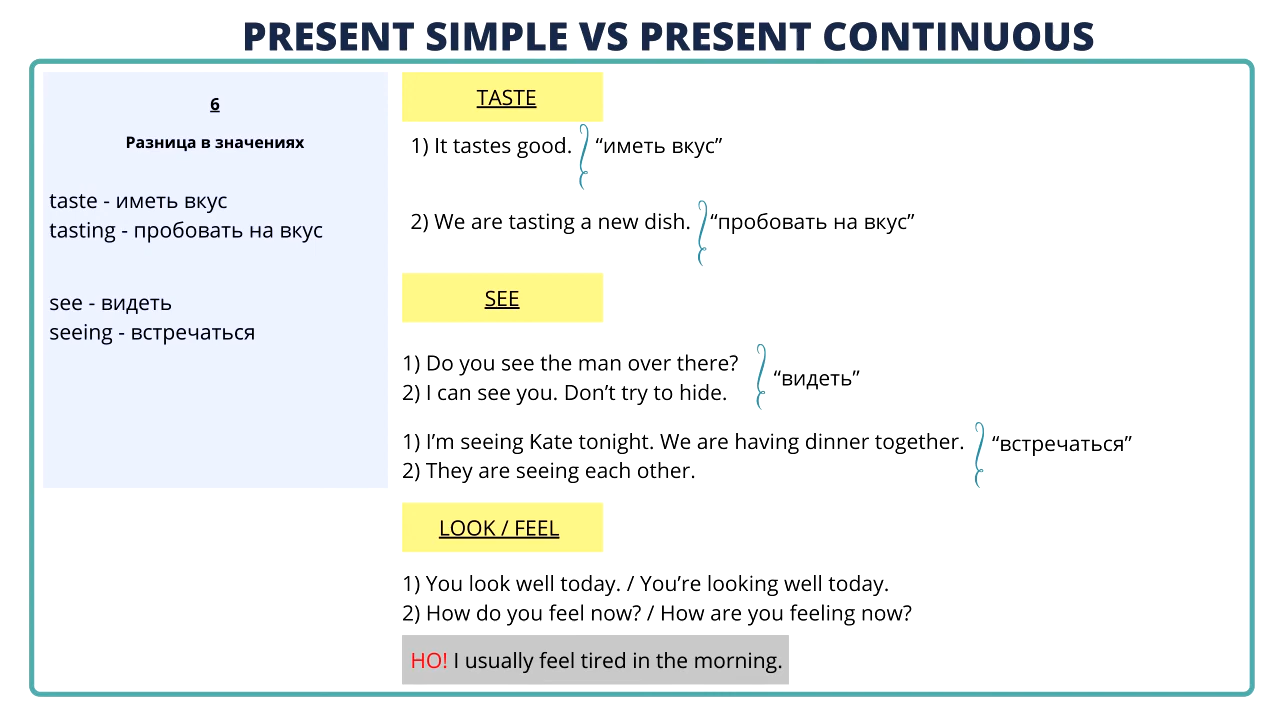 PRESENT SIMPLE VS PRESENT CONTINUOUS
6
Разница в значениях
taste - иметь вкус
tasting - пробовать на вкус
see - видеть
seeing - встречаться
TASTE
1) It tastes good. “иметь вкус”
2) We are tasting a new dish. “пробовать на вкус”
SEE
1) Do you see the man over there?
2) I can see you. Don’t try to hide.
“видеть”
1) I’m seeing Kate tonight. We are having dinner together.
2) They are seeing each other.
“встречаться”
LOOK / FEEL
1) You look well today. / You’re looking well today.
2) How do you feel now? / How are you feeling now?
НО! I usually feel tired in the morning.